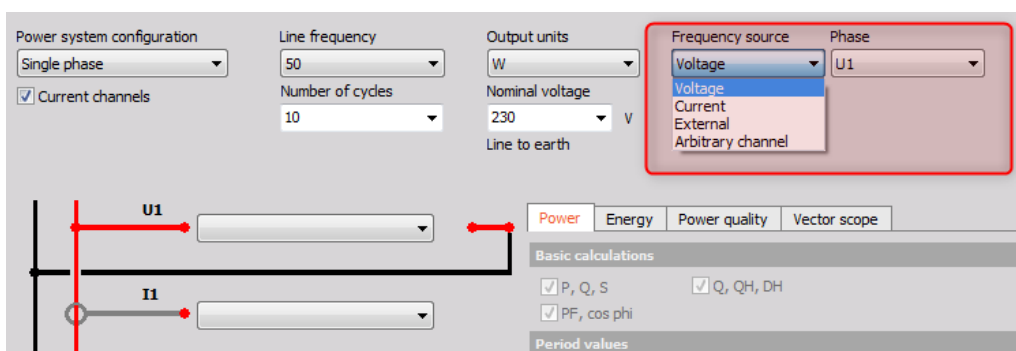 Power system configuration Line frequency Output units Frequency source Phase
Single phase 50 W Voltage U1
Current channels Number of cycles Nominal voltage Voltage
10 230 V Current
External
Line to earth Arbitrary channel
U1
Power Energy Power quality Vector scope
Basic calculations
P, Q, S Q, QH, DH
I1
PF, cos phi
Period values